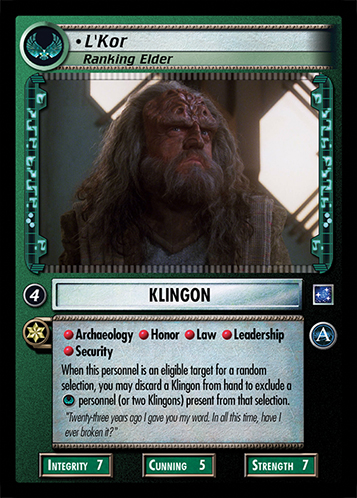 • L'Kor
Ranking Elder
4
KLINGON
A
Archaeology Honor Law Leadership
Security
When this personnel is an eligible target for a random
selection, you may discard a Klingon from hand to exclude a
personnel (or two Klingons) present from that selection.
"Twenty-three years ago I gave you my word. In all this time, have I
ever broken it?"
INTEGRITY 7 CUNNING 5 STRENGTH 7